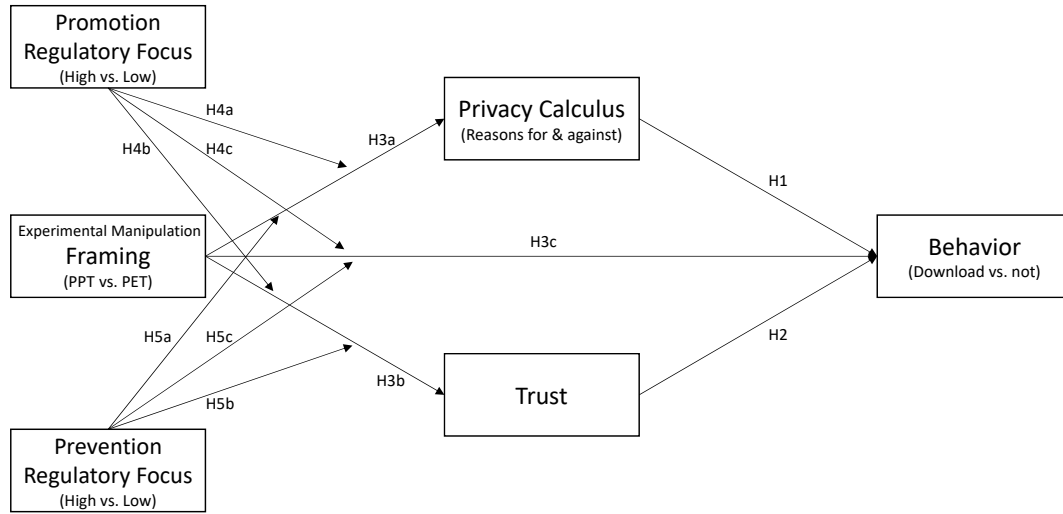 Promotion
Regulatory Focus
(High vs. Low)
H4a
H4b
H4c
H3a
Privacy Calculus
(Reasons for & against)
H1
Experimental Manipulation
Framing
(PPT vs. PET)
H3c
Behavior
(Download vs. not)
H5a
H5c
H5b
H3b
H2
Trust
Prevention
Regulatory Focus
(High vs. Low)